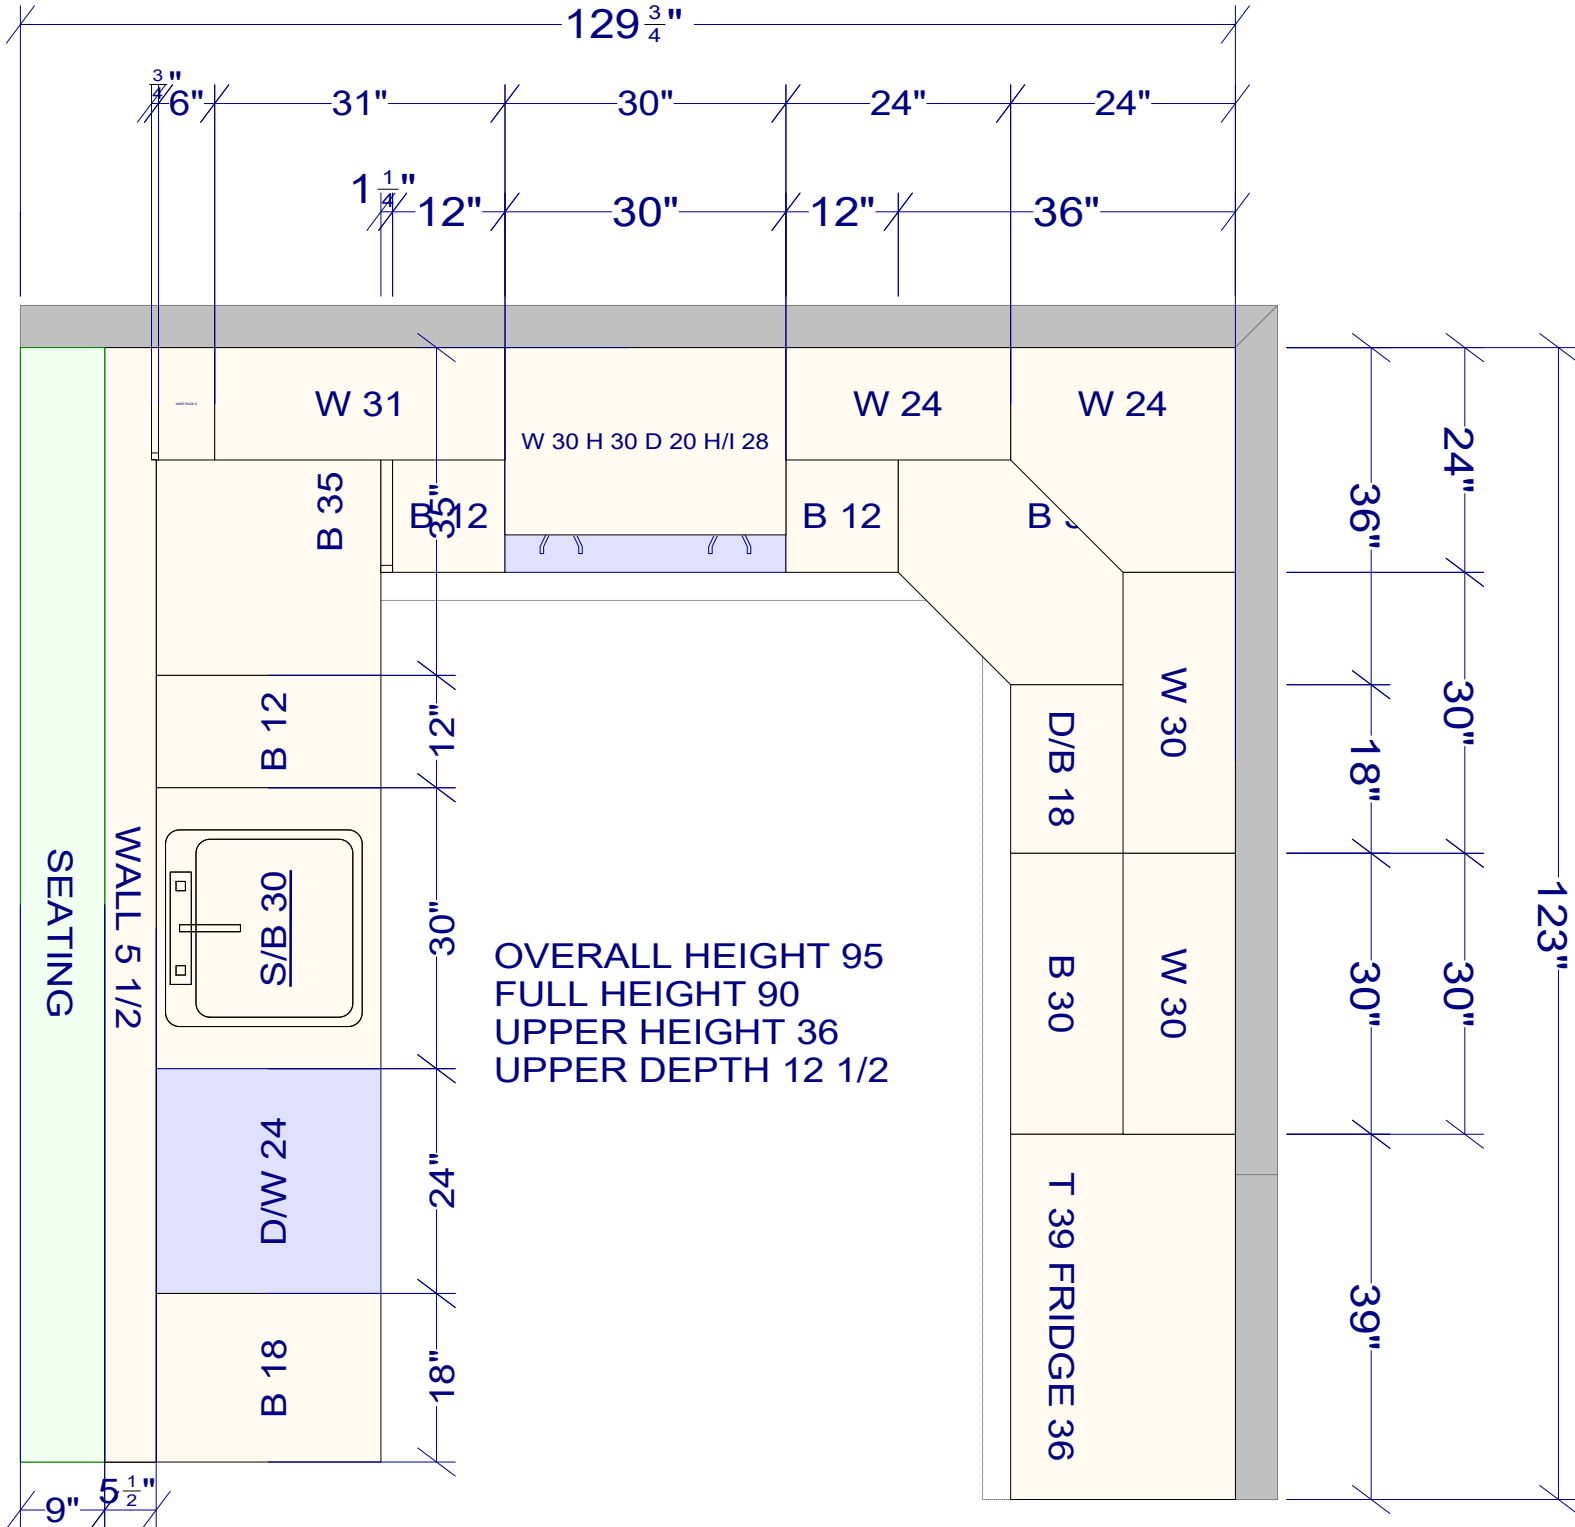 129 3/4"
3/4"
6"
31"
30"
24"
24"
1 1/4"
12"
30"
12"
36"
W 31
W 30 H 30 D 20 H/I 28
W 24
W 24
B 35
35"
B 12
B 12
B
24"
36"
W 30
30"
D/B 18
18"
B 12
12"
SEATING
WALL 5 1/2
S/B 30
30"
OVERALL HEIGHT 95
FULL HEIGHT 90
UPPER HEIGHT 36
UPPER DEPTH 12 1/2
B 30
W 30
30"
30"
123"
D/W 24
24"
T 39 FRIDGE 36
39"
B 18
18"
9"
5 1/2"